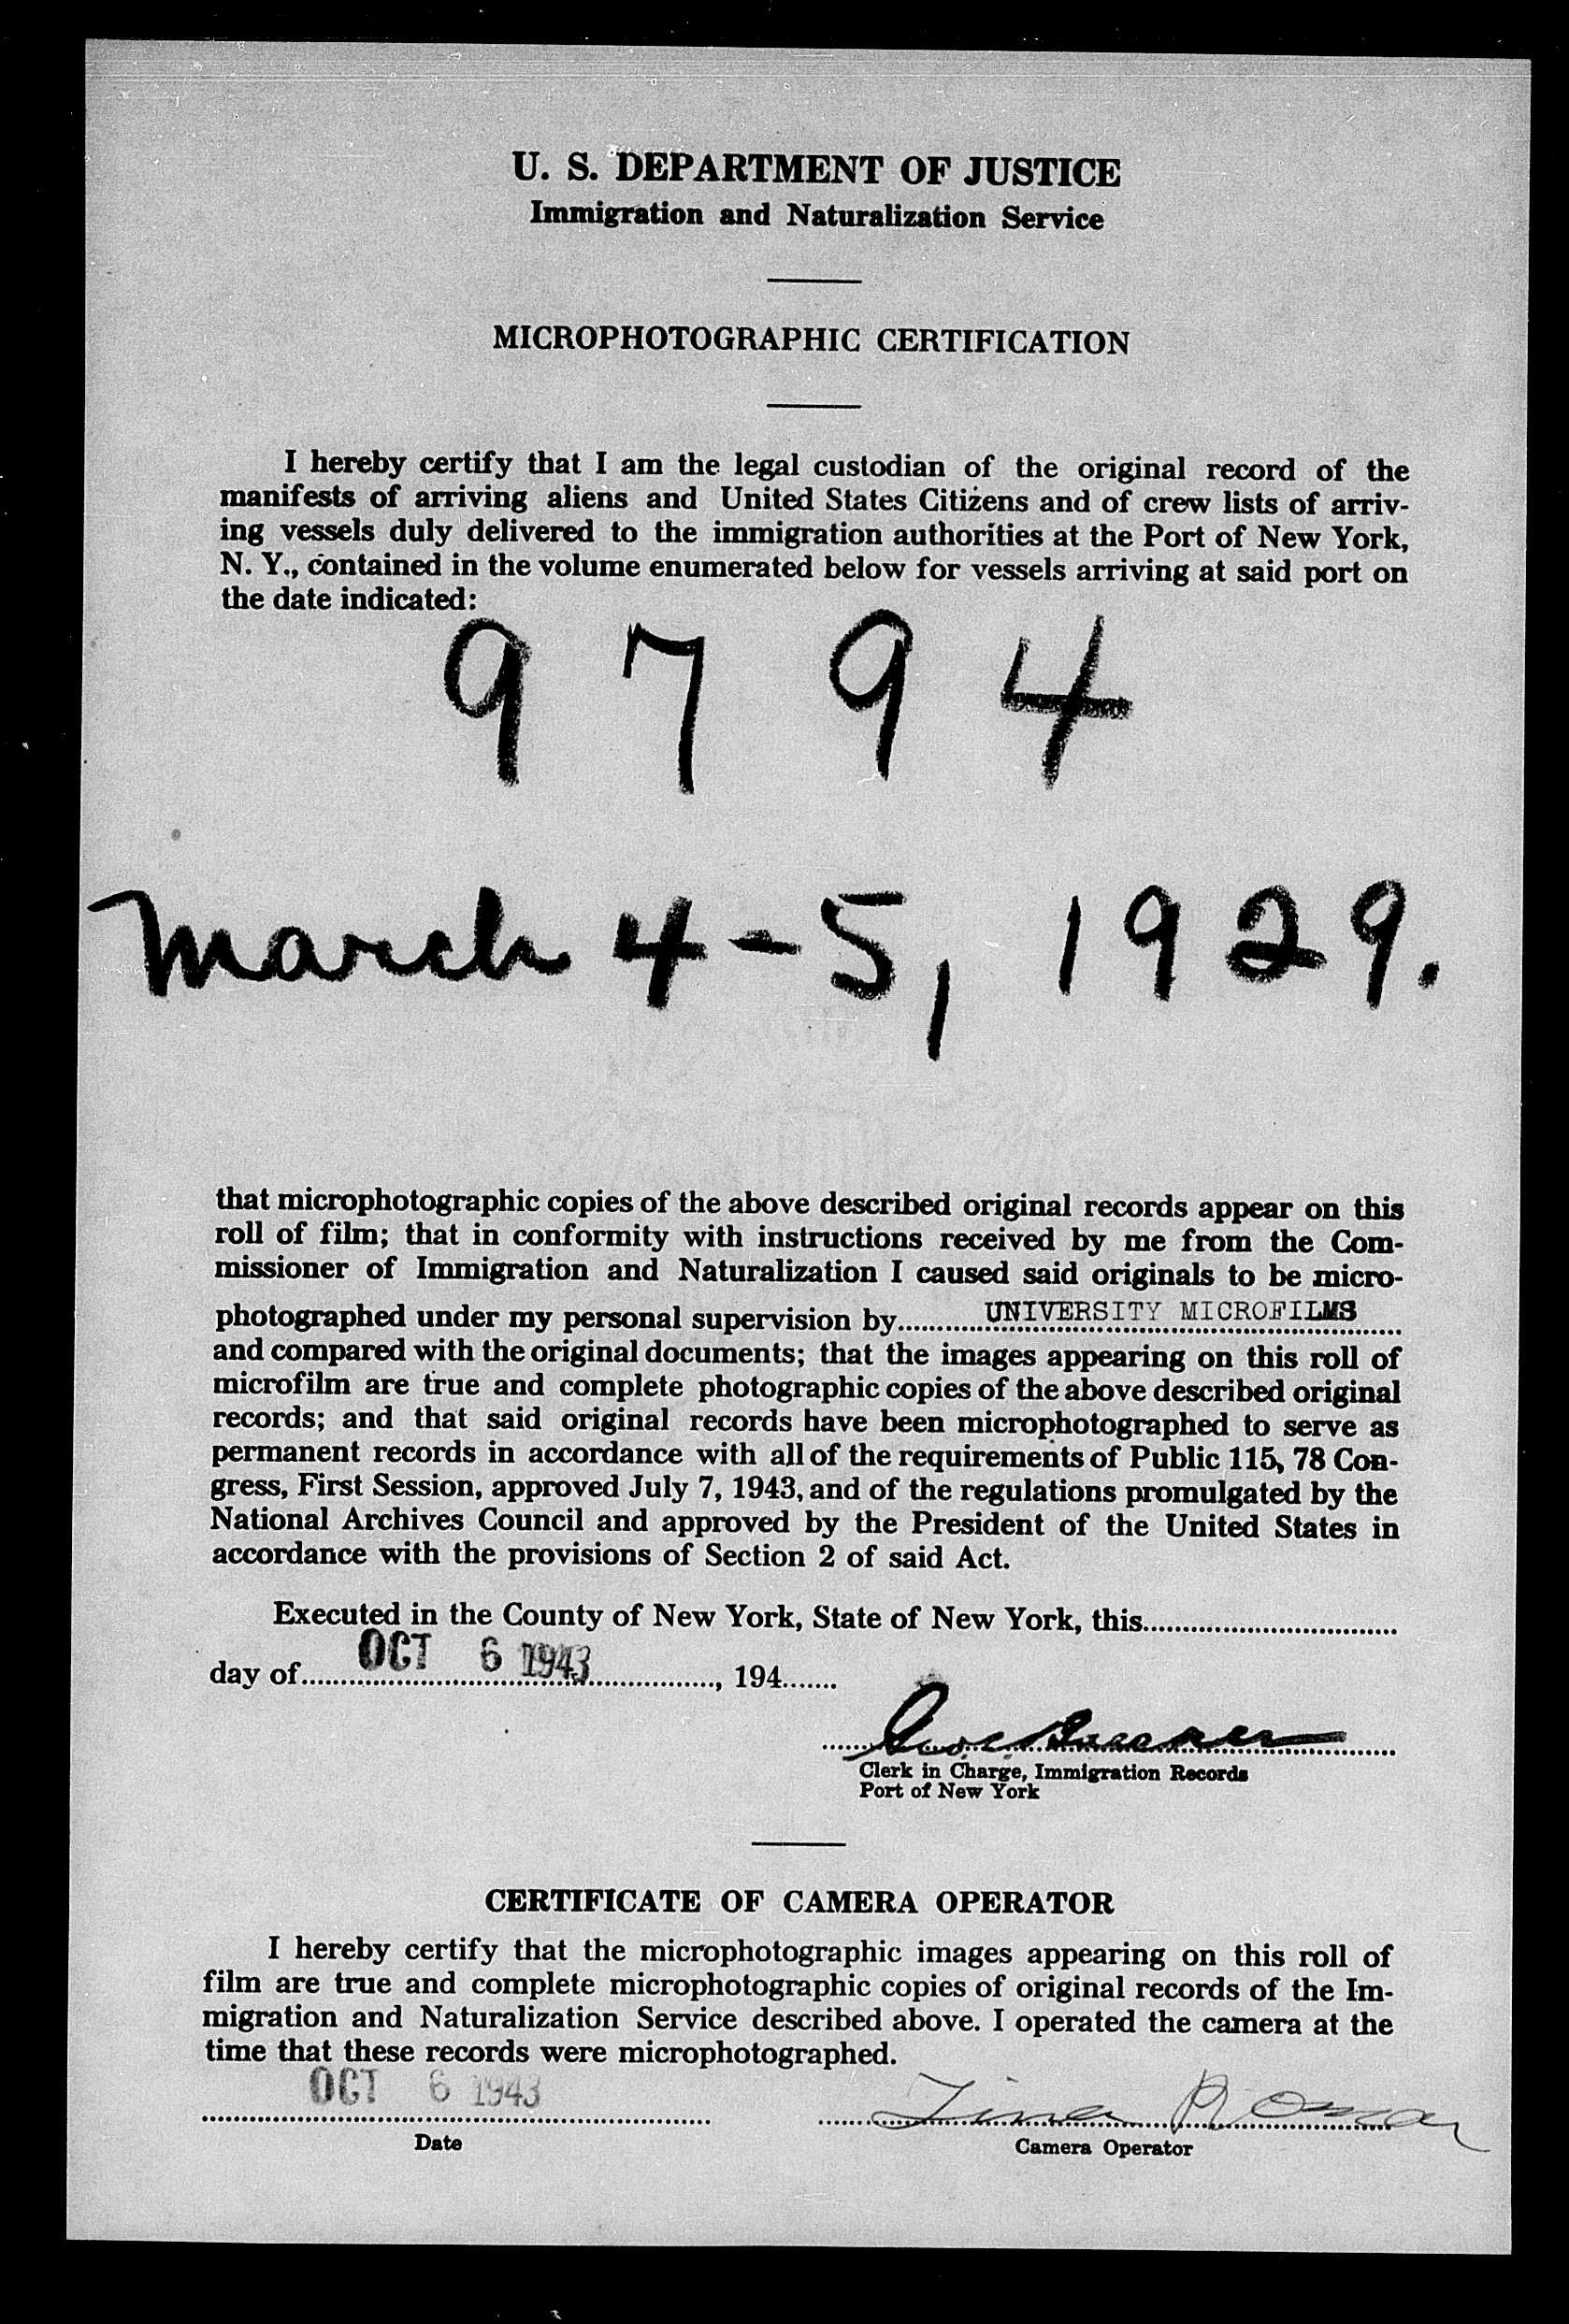 U. S. DEPARTMENT OF JUSTICE
Immigration and Naturalization Service
MICROPHOTOGRAPHIC CERTIFICATION
I hereby certify that I am the legal custodian of the original record of the
manifests of arriving aliens and United States Citizens and of crew lists of arriv-
ing vessels duly delivered to the immigration authorities at the Port of New York,
N. Y., contained in the volume enumerated below for vessels arriving at said port on
the date indicated:
9794
March 4-5, 1929.
that microphotographic copies of the above described original records appear on this
roll of film; that in conformity with instructions received by me from the Com-
missioner of Immigration and Naturalization I caused said originals to be micro-
photographed under my personal supervision by UNIVERSITY MICROFILMS
and compared with the original documents; that the images appearing on this roll of
microfilm are true and complete photographic copies of the above described original
records; and that said original records have been microphotographed to serve as
permanent records in accordance with all of the requirements of Public 115, 78 Con-
gress, First Session, approved July 7, 1943, and of the regulations promulgated by the
National Archives Council and approved by the President of the United States in
accordance with the provisions of Section 2 of said Act.
Executed in the County of New York, State of New York, this
day of OCT 6 1943, 194
Clerk in Charge, Immigration Records
Port of New York
CERTIFICATE OF CAMERA OPERATOR
I hereby certify that the microphotographic images appearing on this roll of
film are true and complete microphotographic copies of original records of the Im-
migration and Naturalization Service described above. I operated the camera at the
time that these records were microphotographed.
OCT 6 1943
Tina
Date
Camera Operator